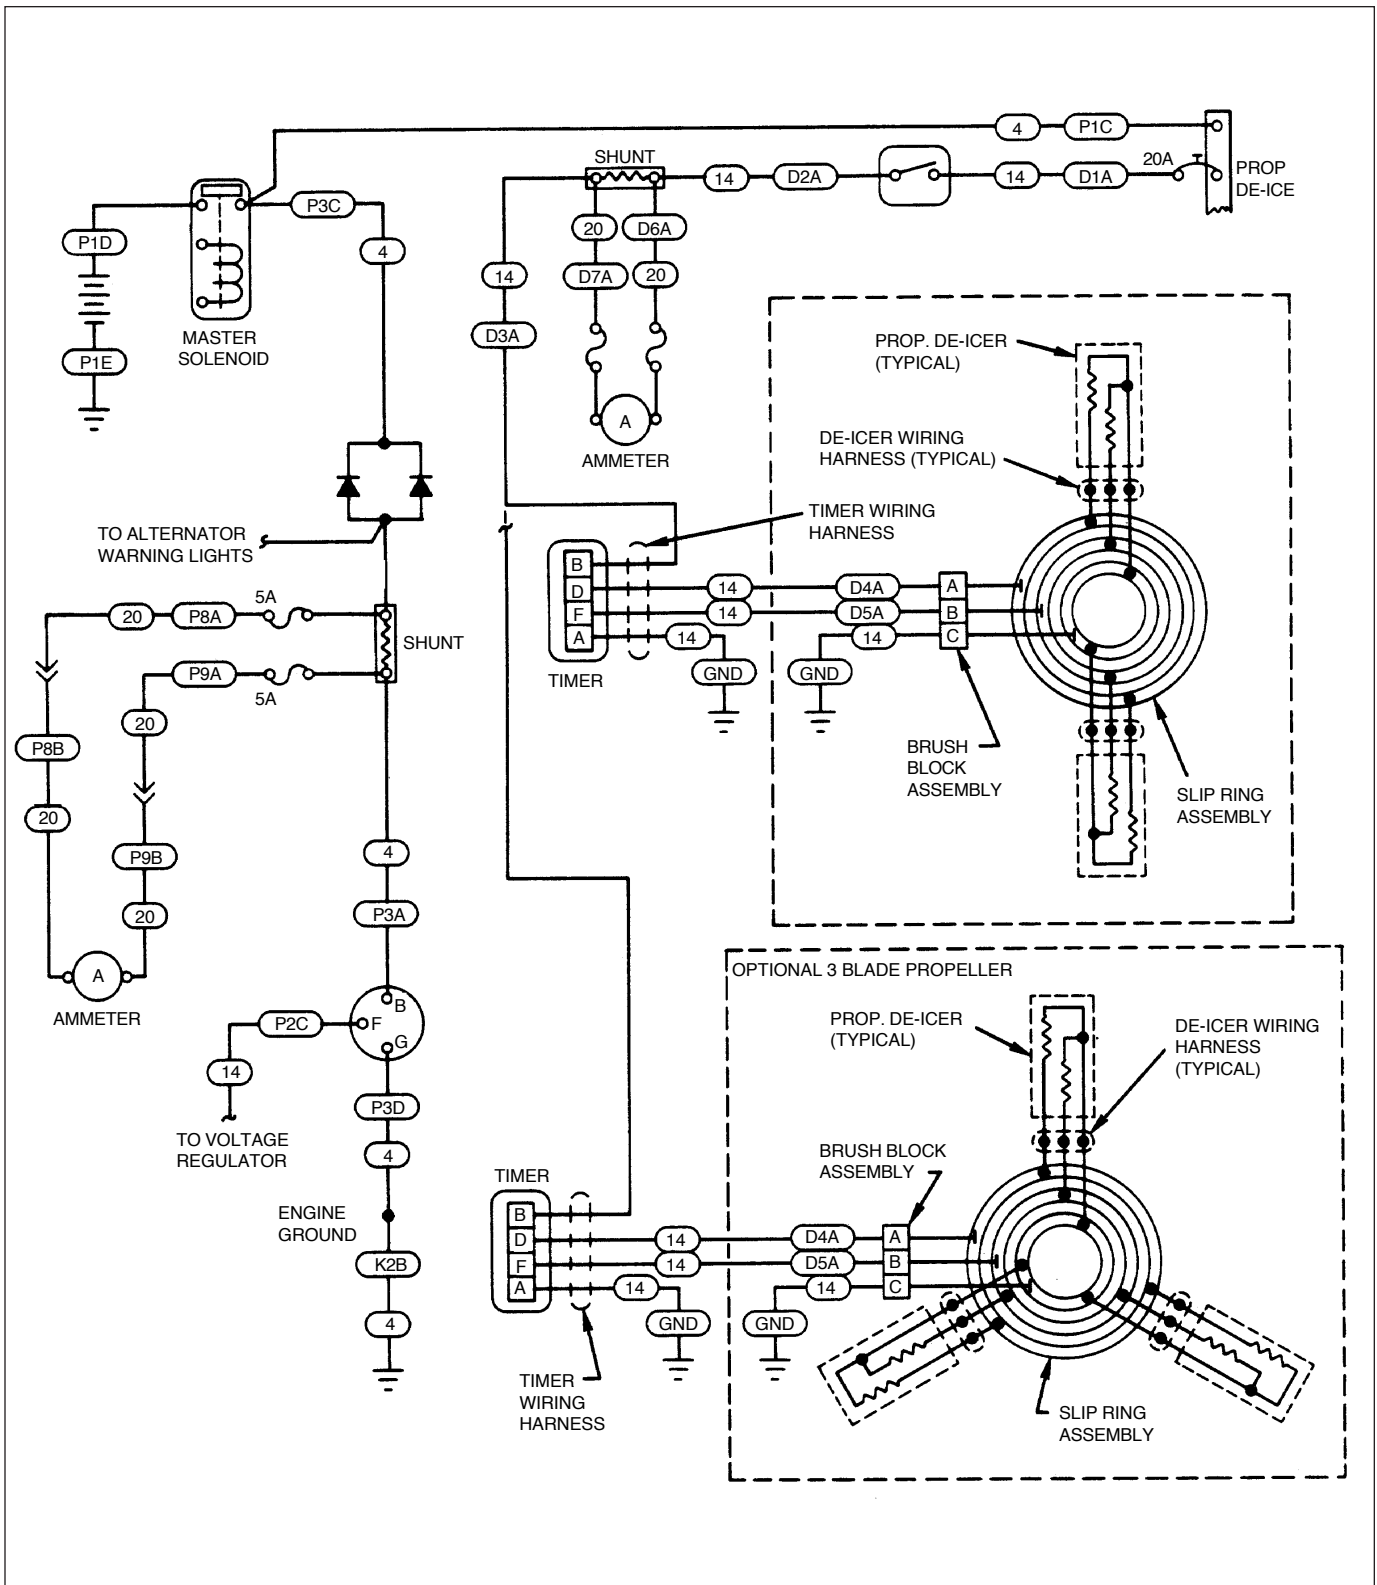 4
P1C
SHUNT
20A
PROP
DE-ICE
14
D2A
14
D1A
P3C
P1D
4
20
D6A
D7A
20
14
D3A
MASTER
SOLENOID
P1E
PROP. DE-ICER
(TYPICAL)
A
AMMETER
DE-ICER WIRING
HARNESS (TYPICAL)
TO ALTERNATOR
WARNING LIGHTS
TIMER WIRING
HARNESS
B
D
F
A
TIMER
14
D4A
A
14
D5A
B
14
14
C
GND
GND
5A
20
P8A
SHUNT
P9A
5A
20
P8B
20
P9B
20
A
AMMETER
BRUSH
BLOCK
ASSEMBLY
SLIP RING
ASSEMBLY
4
P3A
B
F
G
P2C
14
TO VOLTAGE
REGULATOR
P3D
4
ENGINE
GROUND
K2B
4
OPTIONAL 3 BLADE PROPELLER
PROP. DE-ICER
(TYPICAL)
DE-ICER WIRING
HARNESS
(TYPICAL)
BRUSH BLOCK
ASSEMBLY
TIMER
B
D
F
A
14
D4A
A
14
D5A
B
14
14
C
GND
GND
TIMER
WIRING
HARNESS
SLIP RING
ASSEMBLY